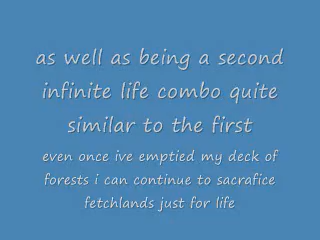 as well as being a second
infinite life combo quite
similar to the first
even once ive emptied my deck of
forests i can continue to sacrafice
fetchlands just for life